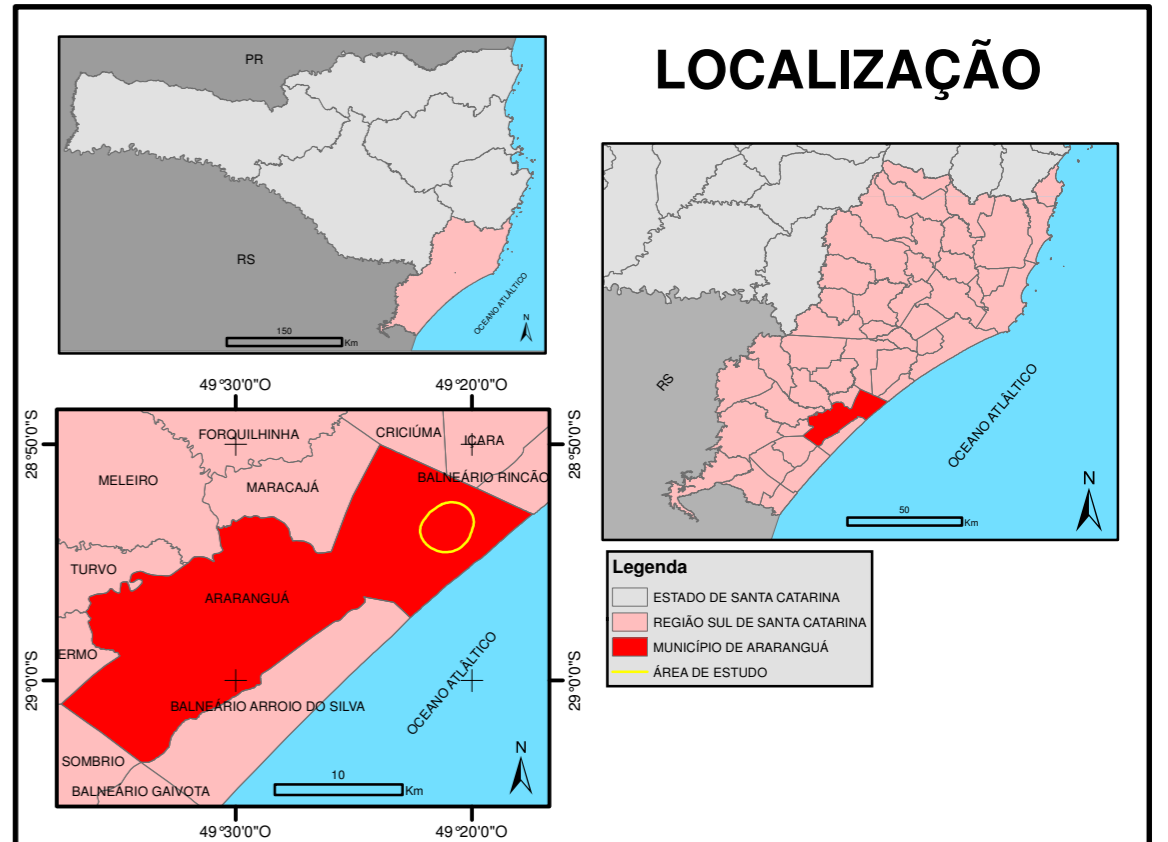 LOCALIZAÇÃO
PR
RS
OCEANO ATLÂLTICO
150
Km
N
RS
OCEANO ATLÂLTICO
50
Km
N
49°30'0"O
49°20'0"O
28°50'0"S
28°50'0"S
FORQUILHINHA
CRICIÚMA
IÇARA
MELEIRO
MARACAJÁ
BALNEÁRIO RINCÃO
TURVO
ARARANGUÁ
ERMO
29°0'0"S
29°0'0"S
OCEANO ATLÂLTICO
BALNEÁRIO ARROIO DO SILVA
SOMBRIO
BALNEÁRIO GAIVOTA
10
Km
N
49°30'0"O
49°20'0"O
Legenda
ESTADO DE SANTA CATARINA
REGIÃO SUL DE SANTA CATARINA
MUNICÍPIO DE ARARANGUÁ
ÁREA DE ESTUDO